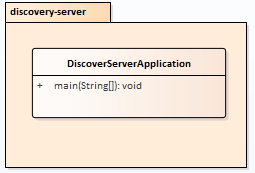 discovery-server
DiscoverServerApplication
+ main(String[]): void